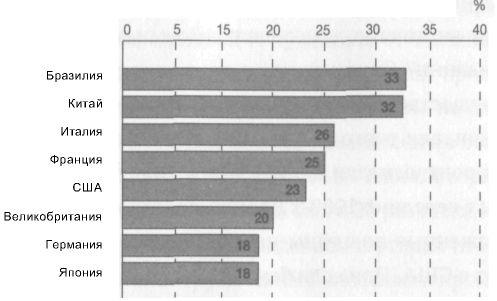 %
0 5 10 15 20 25 30 35 40
Бразилия 33
Китай 32
Италия 26
Франция 25
США 23
Великобритания 20
Германия 18
Япония 18